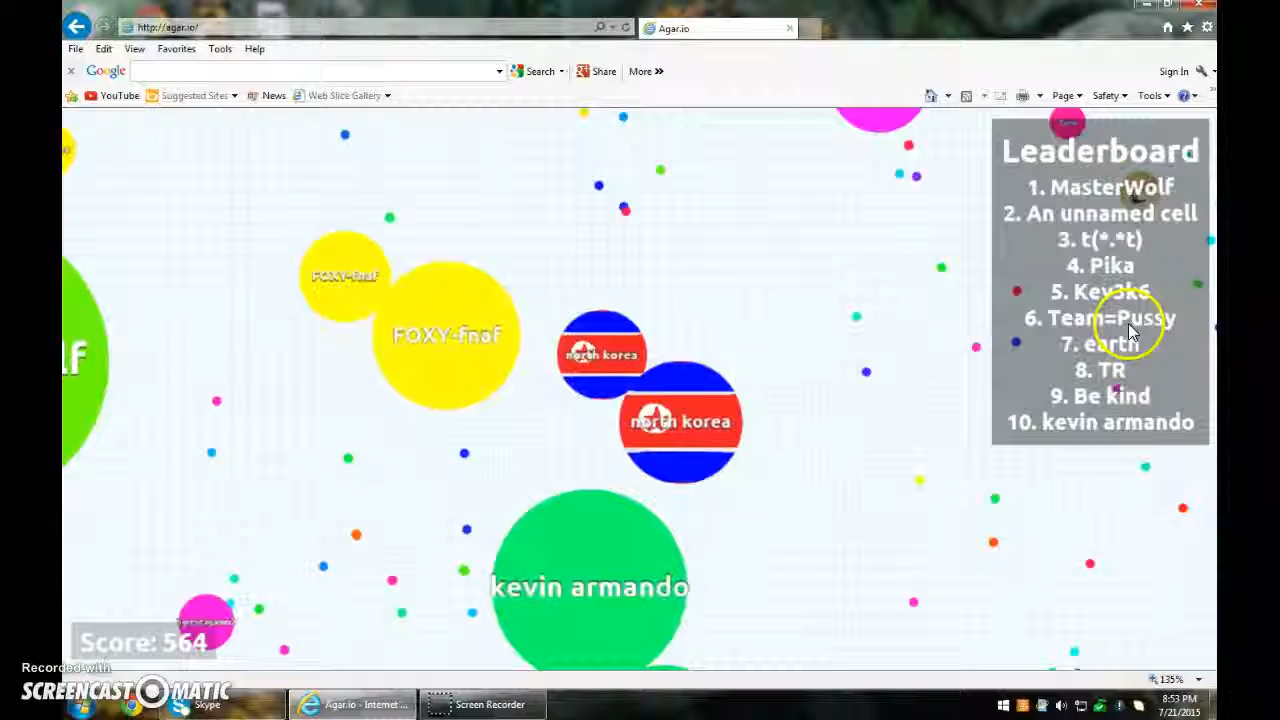 http://agar.io/
Agar.io
File Edit View Favorites Tools Help
Google
Search
Share
More »
Sign In
YouTube
Suggested Sites
News
Web Slice Gallery
Page
Safety
Tools
Leaderboard
1. MasterWolf
2. An unnamed cell
3. t(*.*t)
4. Pika
5. Kev3k6
6. Team=Pussy
7. earth
8. TR
9. Be kind
10. kevin armando
FOXY-fnaf
FOXY-fnaf
north korea
north korea
lf
kevin armando
Score: 564
Recorded with
SCREENCAST MATIC
135%
Skype
Agar.io - Internet ...
Screen Recorder
8:53 PM
7/21/2015